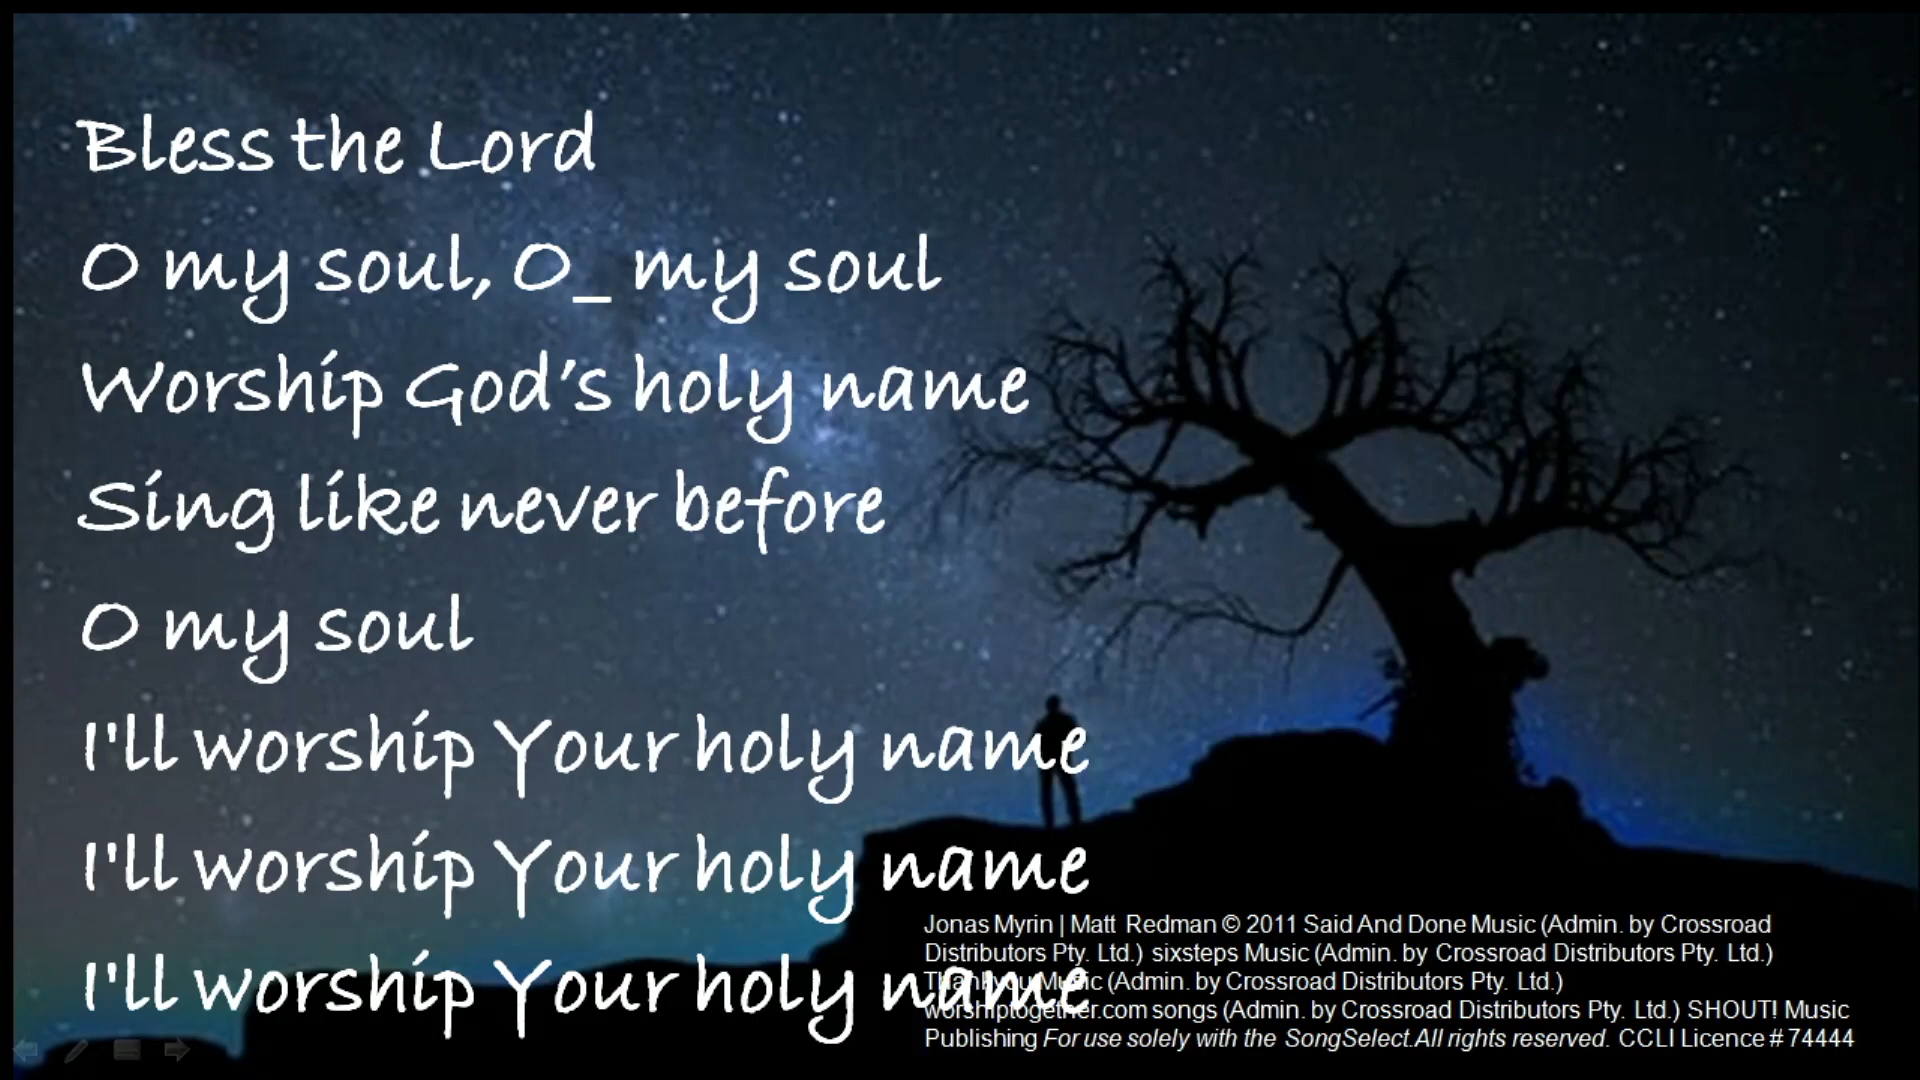 Bless the Lord
O my soul, O_ my soul
Worship God's holy name
Sing like never before
O my soul
I'll worship Your holy name
I'll worship Your holy name
I'll worship Your holy name
Jonas Myrin | Matt Redman © 2011 Said And Done Music (Admin. by Crossroad
Distributors Pty. Ltd.) sixsteps Music (Admin. by Crossroad Distributors Pty. Ltd.)
Thankyou Music (Admin. by Crossroad Distributors Pty. Ltd.)
worshiptogether.com songs (Admin. by Crossroad Distributors Pty. Ltd.) SHOUT! Music
Publishing For use solely with the SongSelect.All rights reserved. CCLI Licence # 74444